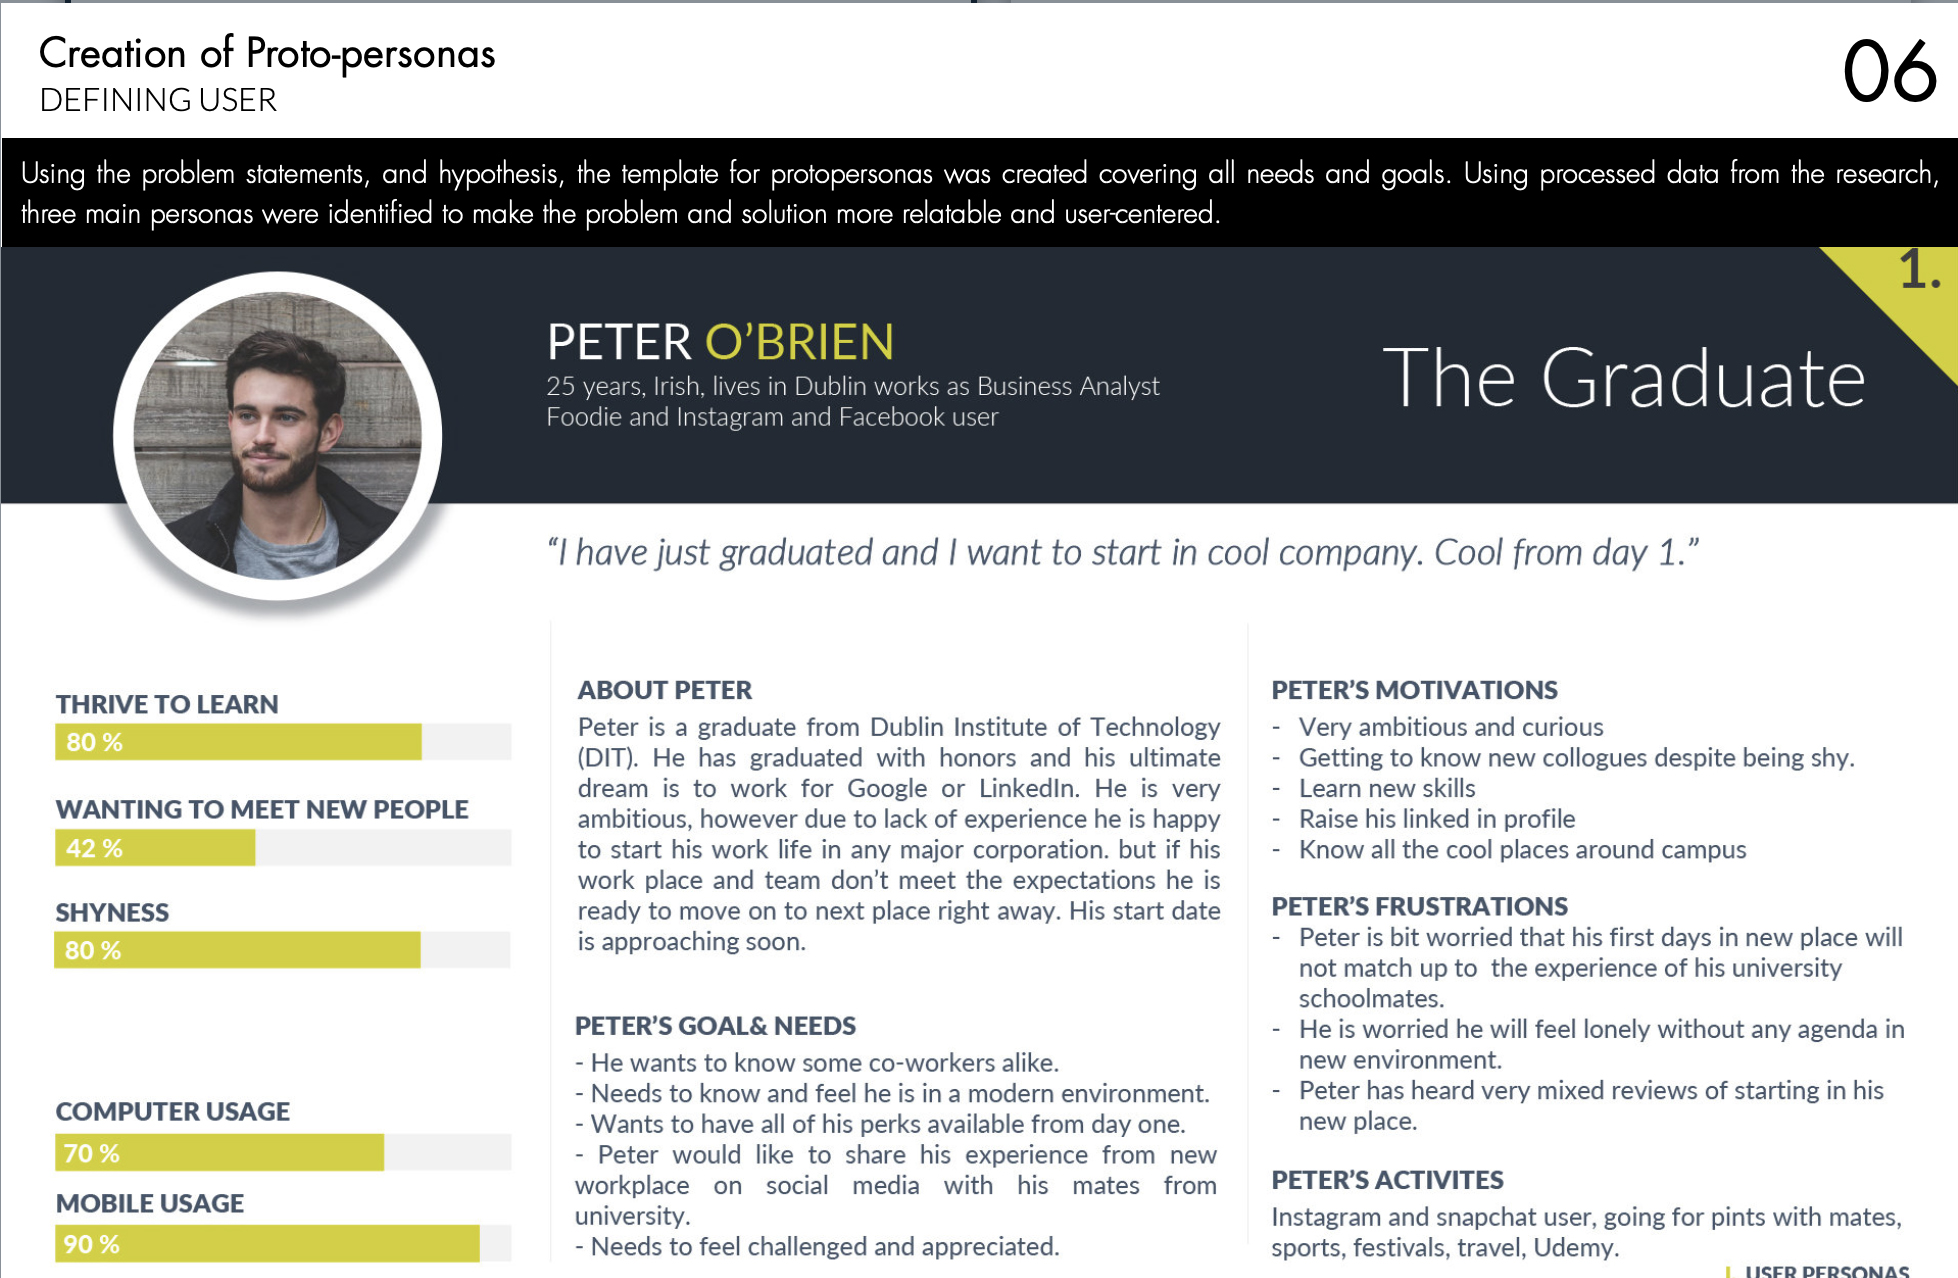 Creation of Proto-personas
DEFINING USER
06
Using the problem statements, and hypothesis, the template for protopersonas was created covering all needs and goals. Using processed data from the research,
three main personas were identified to make the problem and solution more relatable and user-centered.
1.
PETER O’BRIEN
25 years, Irish, lives in Dublin works as Business Analyst
Foodie and Instagram and Facebook user
The Graduate
“I have just graduated and I want to start in cool company. Cool from day 1.”
THRIVE TO LEARN
80 %
WANTING TO MEET NEW PEOPLE
42 %
SHYNESS
80 %
COMPUTER USAGE
70 %
MOBILE USAGE
90 %
ABOUT PETER
Peter is a graduate from Dublin Institute of Technology
(DIT). He has graduated with honors and his ultimate
dream is to work for Google or LinkedIn. He is very
ambitious, however due to lack of experience he is happy
to start his work life in any major corporation. but if his
work place and team don’t meet the expectations he is
ready to move on to next place right away. His start date
is approaching soon.
PETER’S GOAL& NEEDS
- He wants to know some co-workers alike.
- Needs to know and feel he is in a modern environment.
- Wants to have all of his perks available from day one.
- Peter would like to share his experience from new
workplace on social media with his mates from
university.
- Needs to feel challenged and appreciated.
PETER’S MOTIVATIONS
- Very ambitious and curious
- Getting to know new collogues despite being shy.
- Learn new skills
- Raise his linked in profile
- Know all the cool places around campus
PETER’S FRUSTRATIONS
- Peter is bit worried that his first days in new place will
not match up to the experience of his university
schoolmates.
- He is worried he will feel lonely without any agenda in
new environment.
- Peter has heard very mixed reviews of starting in his
new place.
PETER’S ACTIVITES
Instagram and snapchat user, going for pints with mates,
sports, festivals, travel, Udemy.
USER PERSONAS